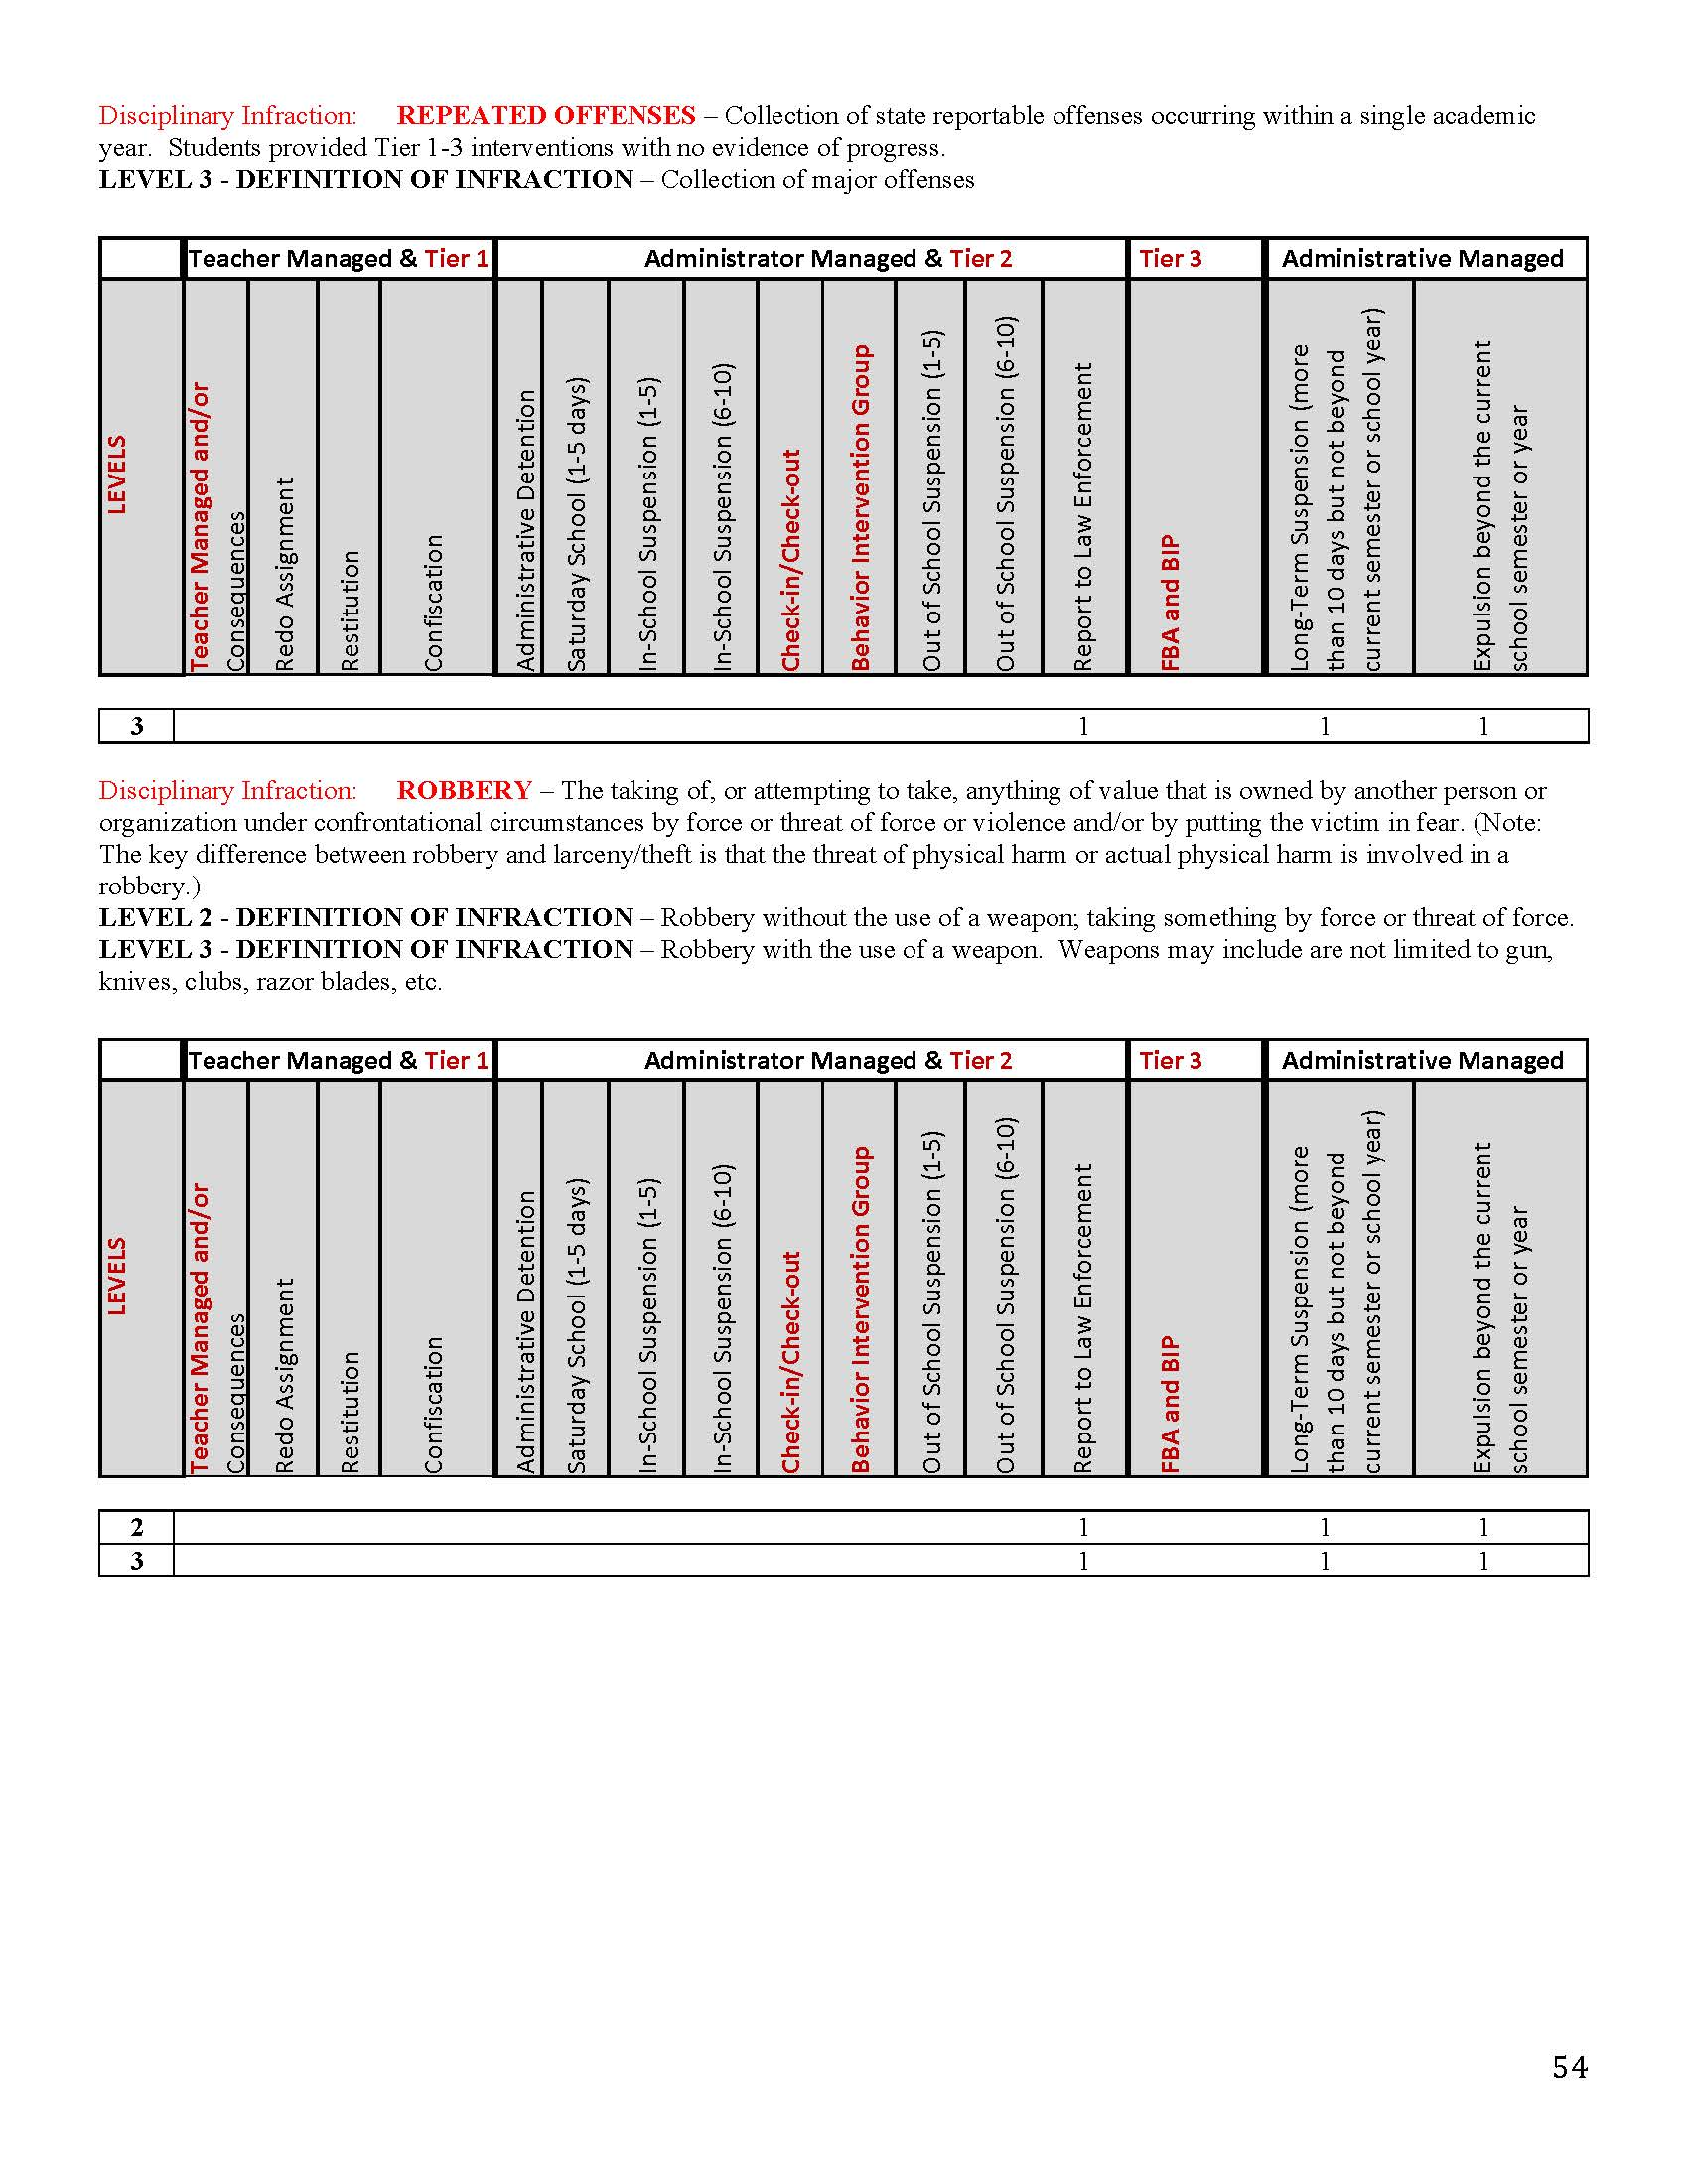 Disciplinary Infraction: REPEATED OFFENSES – Collection of state reportable offenses occurring within a single academic
year. Students provided Tier 1-3 interventions with no evidence of progress.
LEVEL 3 - DEFINITION OF INFRACTION – Collection of major offenses
Teacher Managed & Tier 1 Administrator Managed & Tier 2 Tier 3 Administrative Managed
LEVELS
Teacher Managed and/or
Consequences
Redo Assignment
Restitution
Confiscation
Administrative Detention
Saturday School (1-5 days)
In-School Suspension (1-5)
In-School Suspension (6-10)
Check-in/Check-out
Behavior Intervention Group
Out of School Suspension (1-5)
Out of School Suspension (6-10)
Report to Law Enforcement
FBA and BIP
Long-Term Suspension (more
than 10 days but not beyond
current semester or school year)
Expulsion beyond the current
school semester or year
3 1 1 1
Disciplinary Infraction: ROBBERY – The taking of, or attempting to take, anything of value that is owned by another person or
organization under confrontational circumstances by force or threat of force or violence and/or by putting the victim in fear. (Note:
The key difference between robbery and larceny/theft is that the threat of physical harm or actual physical harm is involved in a
robbery.)
LEVEL 2 - DEFINITION OF INFRACTION – Robbery without the use of a weapon; taking something by force or threat of force.
LEVEL 3 - DEFINITION OF INFRACTION – Robbery with the use of a weapon. Weapons may include are not limited to gun,
knives, clubs, razor blades, etc.
Teacher Managed & Tier 1 Administrator Managed & Tier 2 Tier 3 Administrative Managed
LEVELS
Teacher Managed and/or
Consequences
Redo Assignment
Restitution
Confiscation
Administrative Detention
Saturday School (1-5 days)
In-School Suspension (1-5)
In-School Suspension (6-10)
Check-in/Check-out
Behavior Intervention Group
Out of School Suspension (1-5)
Out of School Suspension (6-10)
Report to Law Enforcement
FBA and BIP
Long-Term Suspension (more
than 10 days but not beyond
current semester or school year)
Expulsion beyond the current
school semester or year
2 1 1 1
3 1 1 1
54